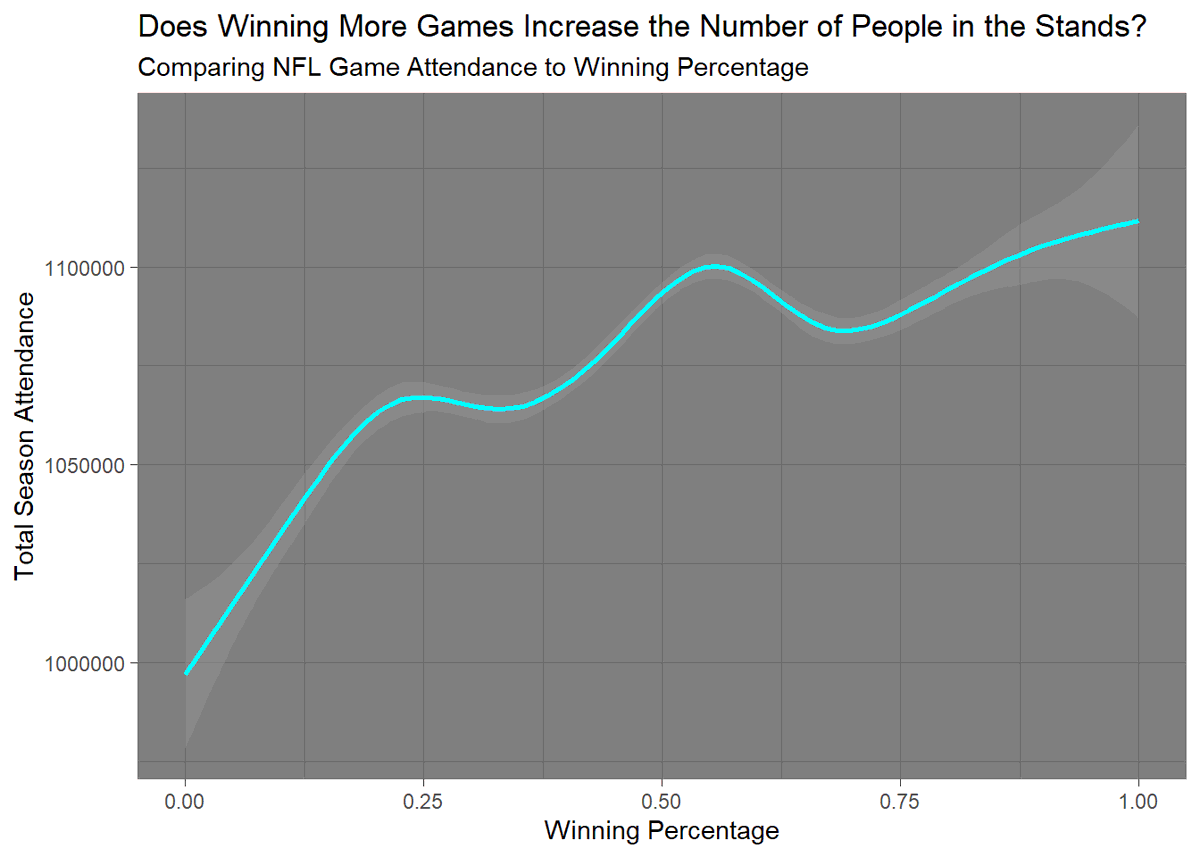 Does Winning More Games Increase the Number of People in the Stands?
Comparing NFL Game Attendance to Winning Percentage
Total Season Attendance
1100000
1050000
1000000
0.00 0.25 0.50 0.75 1.00
Winning Percentage